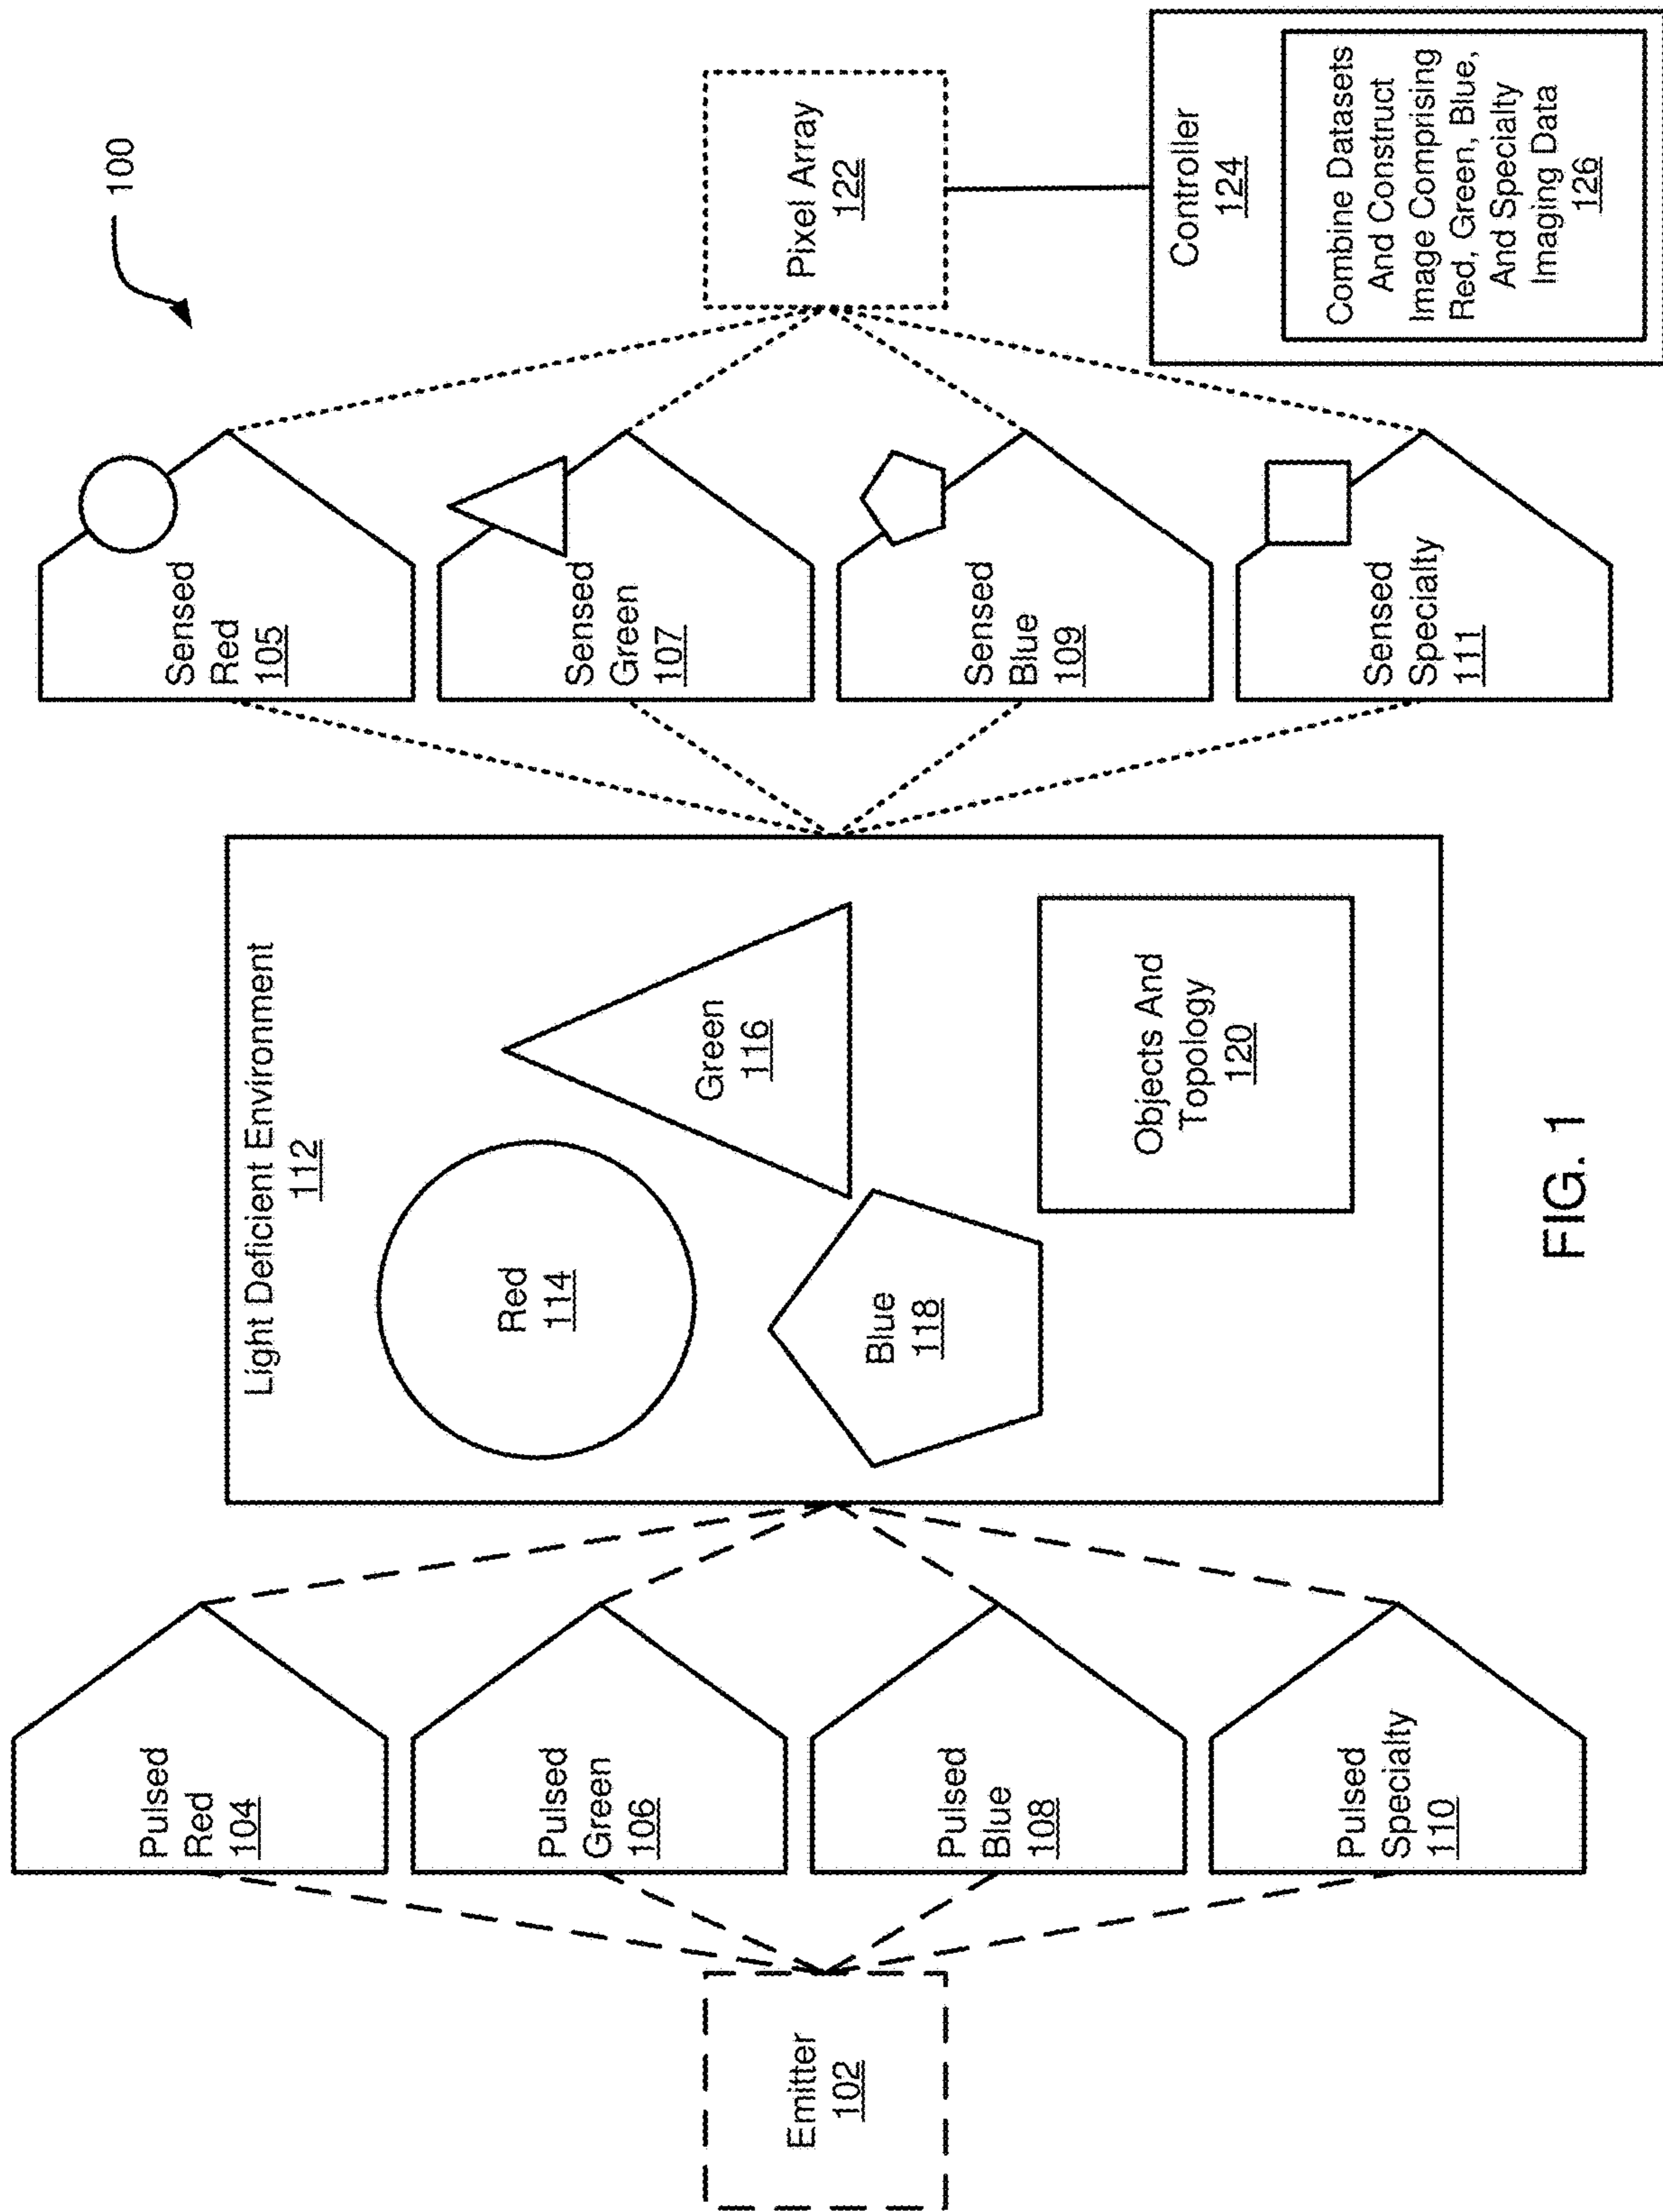 100
Emitter
102
Pulsed
Red
104
Pulsed
Green
106
Pulsed
Blue
108
Pulsed
Specialty
110
Light Deficient Environment
112
Red
114
Green
116
Blue
118
Objects And
Topology
120
Sensed
Red
105
Sensed
Green
107
Sensed
Blue
109
Sensed
Specialty
111
Pixel Array
122
Controller
124
Combine Datasets
And Construct
Image Comprising
Red, Green, Blue,
And Specialty
Imaging Data
126
FIG. 1